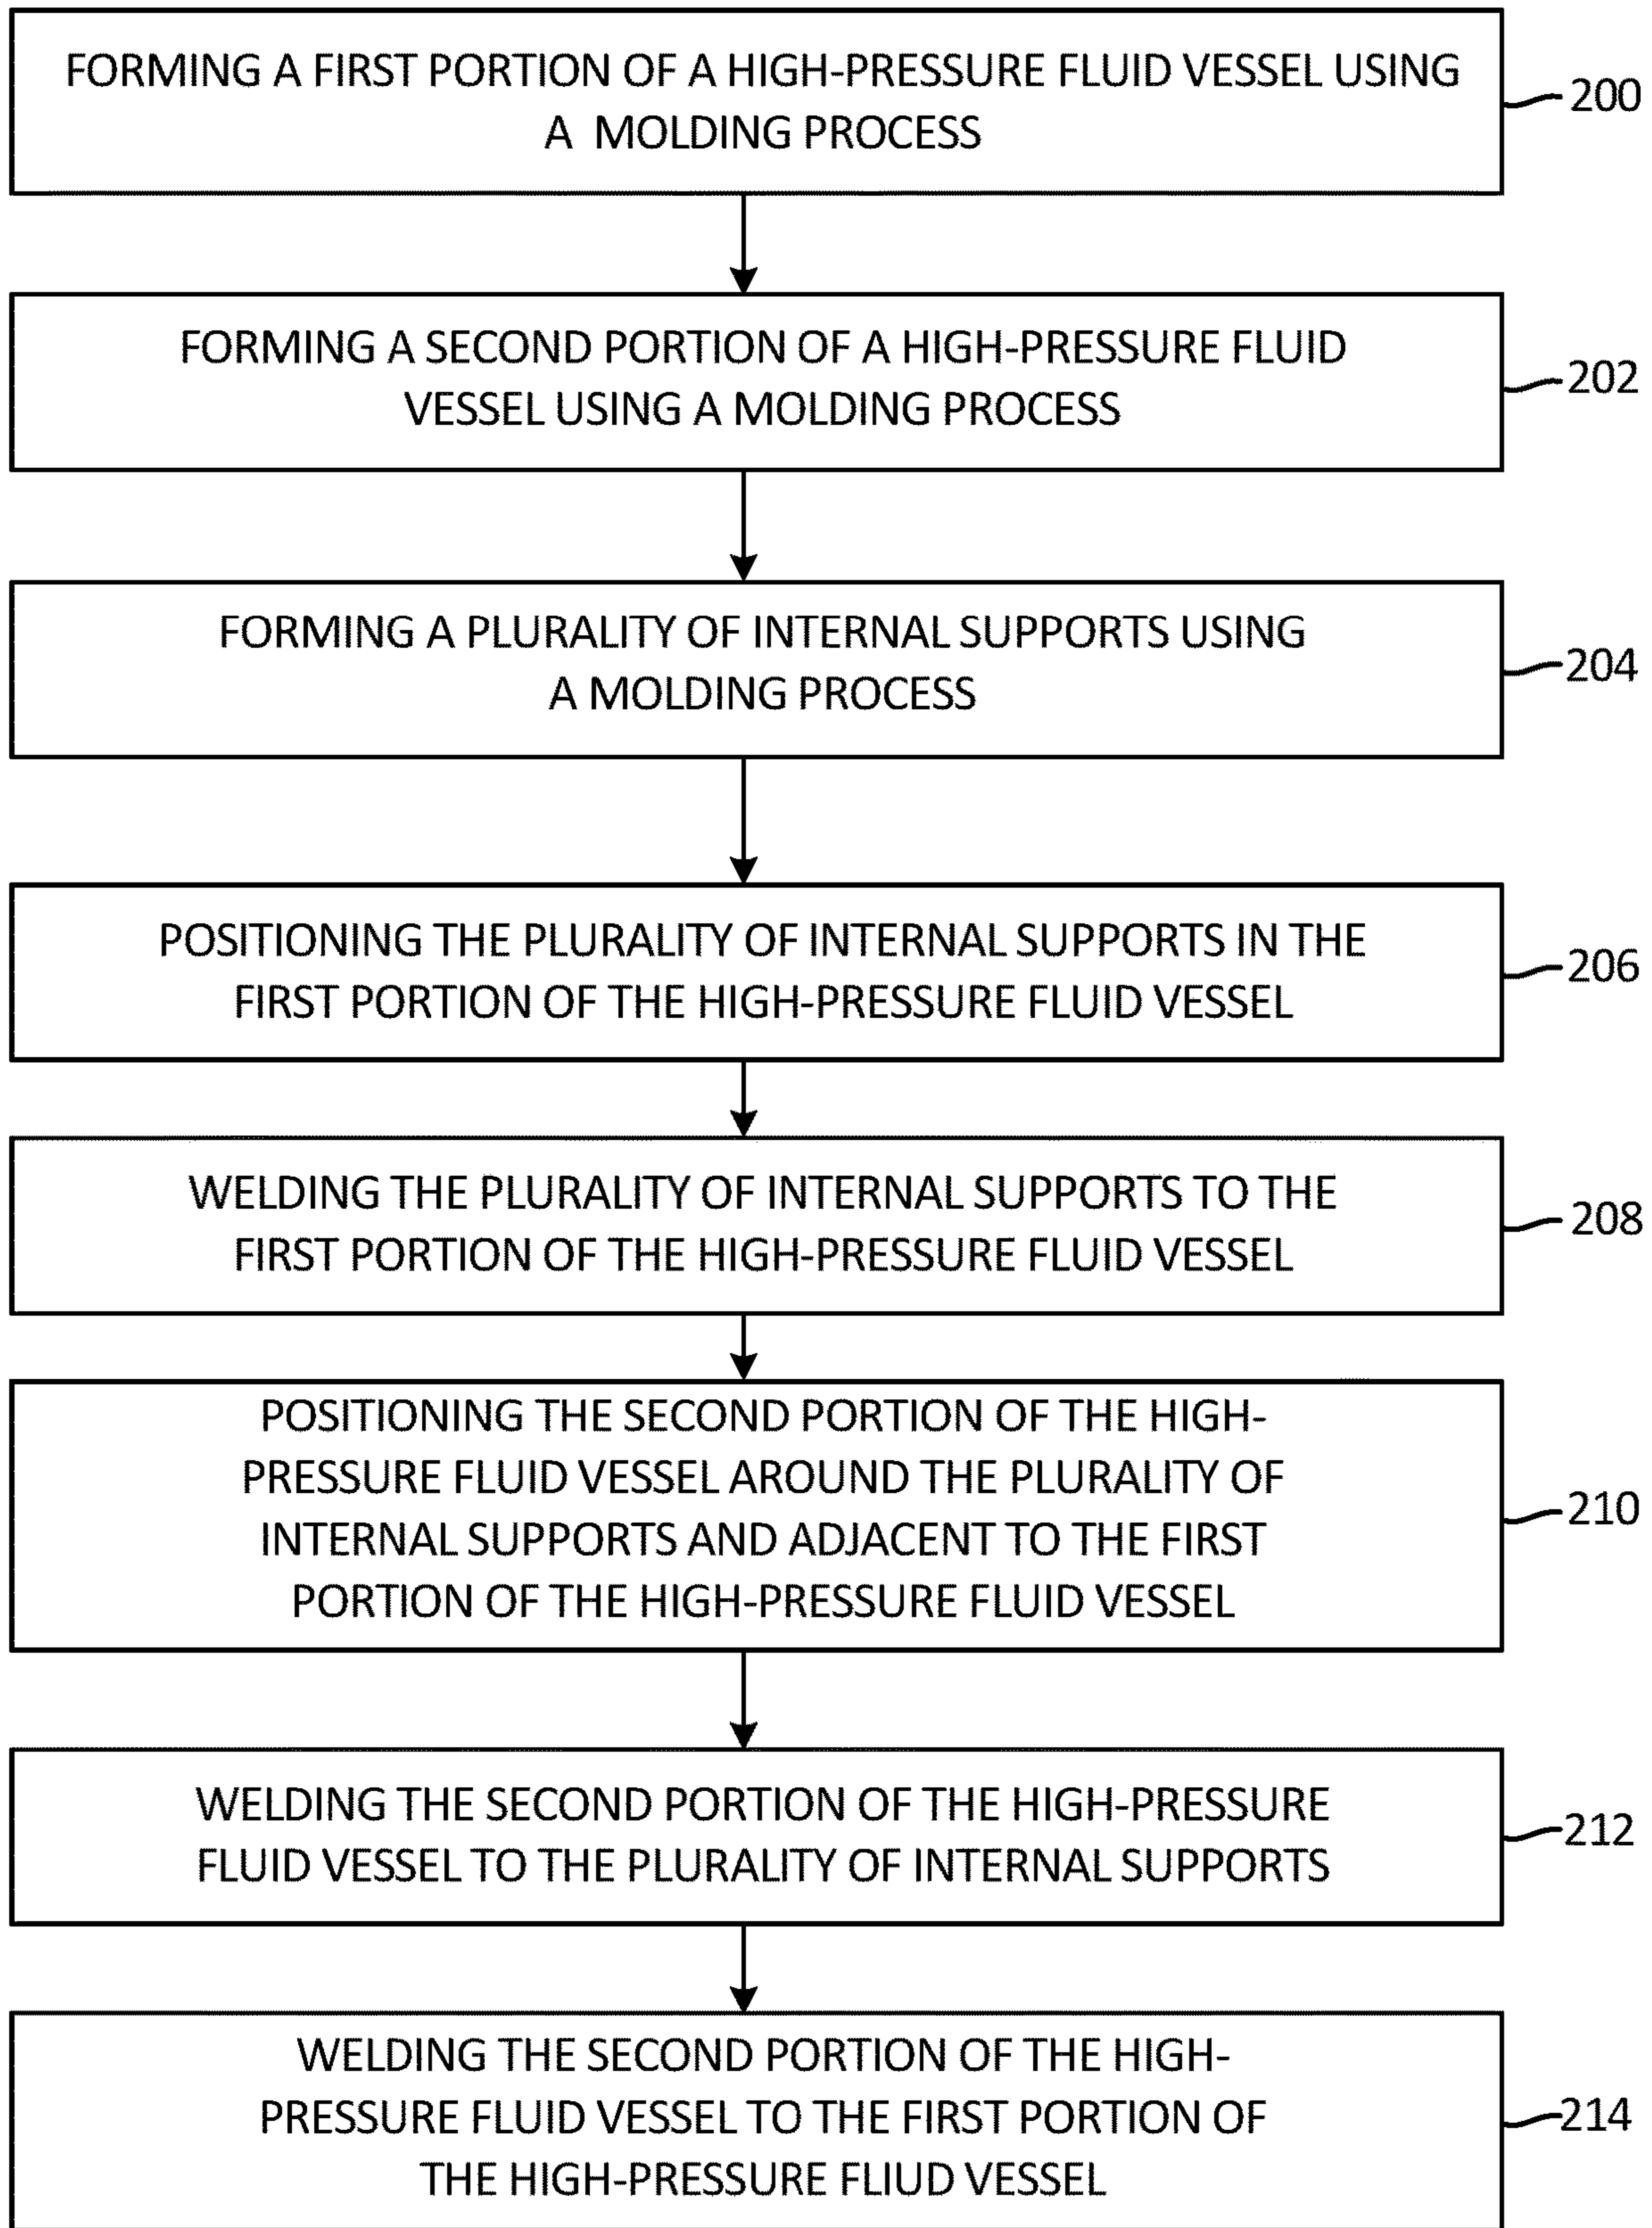 FORMING A FIRST PORTION OF A HIGH-PRESSURE FLUID VESSEL USING
A MOLDING PROCESS
200
FORMING A SECOND PORTION OF A HIGH-PRESSURE FLUID
VESSEL USING A MOLDING PROCESS
202
FORMING A PLURALITY OF INTERNAL SUPPORTS USING
A MOLDING PROCESS
204
POSITIONING THE PLURALITY OF INTERNAL SUPPORTS IN THE
FIRST PORTION OF THE HIGH-PRESSURE FLUID VESSEL
206
WELDING THE PLURALITY OF INTERNAL SUPPORTS TO THE
FIRST PORTION OF THE HIGH-PRESSURE FLUID VESSEL
208
POSITIONING THE SECOND PORTION OF THE HIGH-
PRESSURE FLUID VESSEL AROUND THE PLURALITY OF
INTERNAL SUPPORTS AND ADJACENT TO THE FIRST
PORTION OF THE HIGH-PRESSURE FLUID VESSEL
210
WELDING THE SECOND PORTION OF THE HIGH-PRESSURE
FLUID VESSEL TO THE PLURALITY OF INTERNAL SUPPORTS
212
WELDING THE SECOND PORTION OF THE HIGH-
PRESSURE FLUID VESSEL TO THE FIRST PORTION OF
THE HIGH-PRESSURE FLIUD VESSEL
214